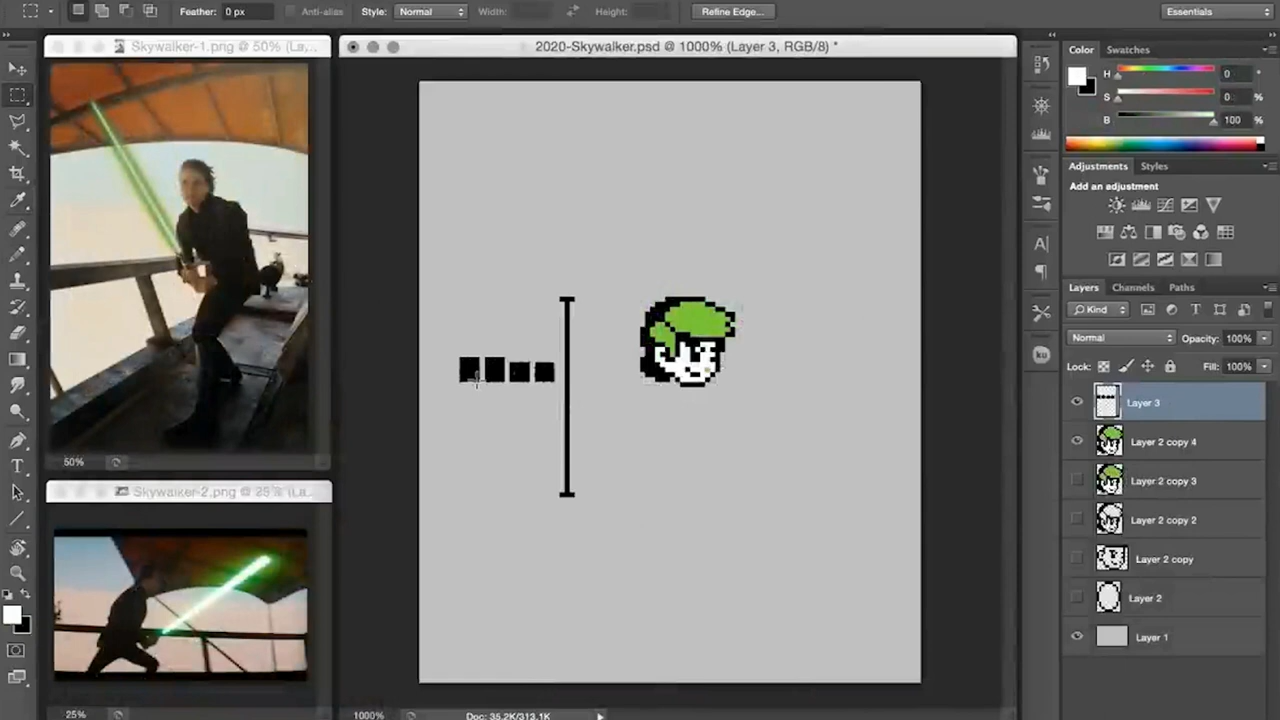 Feather: 0 px
Anti-alias
Style: Normal
Width:
Height:
Refine Edge...
Essentials
Skywalker-1.png @ 50% (La...
2020-Skywalker.psd @ 1000% (Layer 3, RGB/8) *
Color
Swatches
H 0 °
S 0 %
B 100 %
Adjustments
Styles
Add an adjustment
A
Layers
Channels
Paths
Kind
T
Normal
Opacity: 100%
Lock:
Fill: 100%
Layer 3
Layer 2 copy 4
Layer 2 copy 3
Layer 2 copy 2
Layer 2 copy
Layer 2
Layer 1
ku
T
50%
Skywalker-2.png @ 25% (La...
25%
1000%
Doc: 35.2K/313.1K